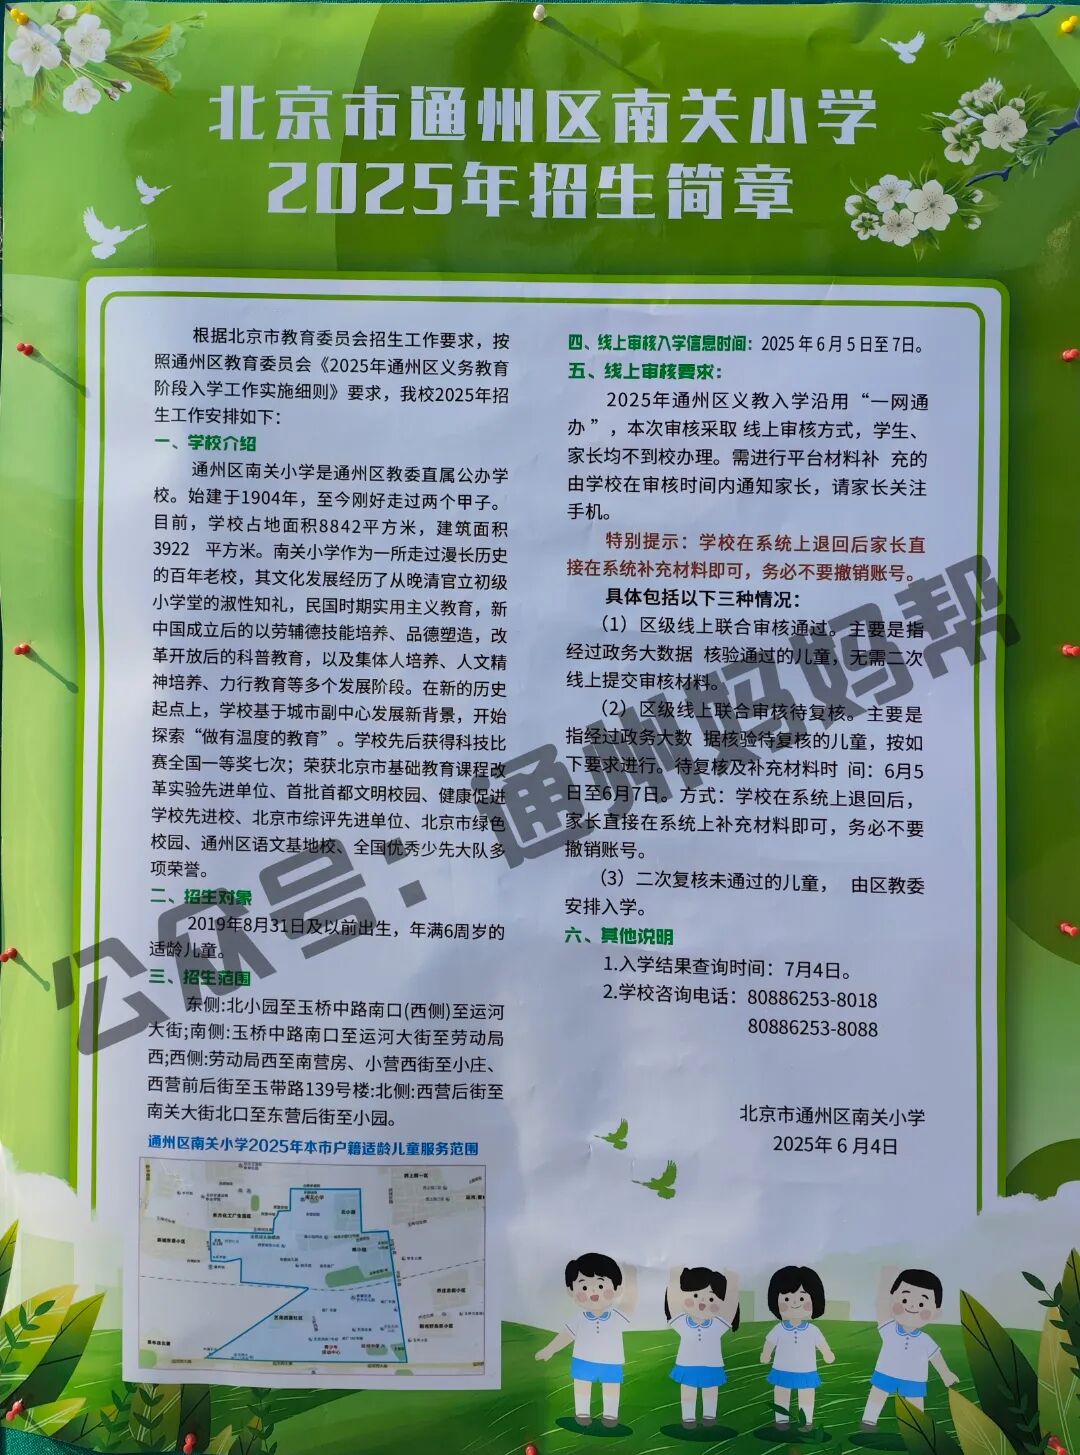 北京市通州区南关小学
2025年招生简章
根据北京市教育委员会招生工作要求，按
照通州区教育委员会《2025年通州区义务教育
阶段入学工作实施细则》要求，我校2025年招
生工作安排如下：
一、学校介绍
通州区南关小学是通州区教委直属公办学
校。始建于1904年，至今刚好走过两个甲子。
目前，学校占地面积8842平方米，建筑面积
3922 平方米。南关小学作为一所走过漫长历史
的百年老校，其文化发展经历了从晚清官立初级
小学堂的淑性知礼，民国时期实用主义教育，新
中国成立后的以劳辅德技能培养、品德塑造，改
革开放后的科普教育，以及集体人培养、人文精
神培养、力行教育等多个发展阶段。在新的历史
起点上，学校基于城市副中心发展新背景，开始
探索“做有温度的教育”。学校先后获得科技比
赛全国一等奖七次；荣获北京市基础教育课程改
革实验先进单位、首批首都文明校园、健康促进
学校先进校、北京市综评先进单位、北京市绿色
校园、通州区语文基地校、全国优秀少先大队多
项荣誉。
二、招生对象
2019年8月31日及以前出生，年满6周岁的
适龄儿童。
三、招生范围
东侧:北小园至玉桥中路南口(西侧)至运河
大街;南侧:玉桥中路南口至运河大街至劳动局
西;西侧:劳动局西至南营房、小营西街至小庄、
西营前后街至玉带路139号楼:北侧:西营后街至
南关大街北口至东营后街至小园。
通州区南关小学2025年本市户籍适龄儿童服务范围
四、线上审核入学信息时间：2025年6月5日至7日。
五、线上审核要求：
2025年通州区义教入学沿用“一网通
办”，本次审核采取 线上审核方式，学生、
家长均不到校办理。需进行平台材料补 充的
由学校在审核时间内通知家长，请家长关注
手机。
特别提示：学校在系统上退回后家长直
接在系统补充材料即可，务必不要撤销账号。
具体包括以下三种情况：
（1）区级线上联合审核通过。主要是指
经过政务大数据 核验通过的儿童，无需二次
线上提交审核材料。
（2）区级线上联合审核待复核。主要是
指经过政务大数 据核验待复核的儿童，按如
下要求进行。待复核及补充材料时 间：6月5
日至6月7日。方式：学校在系统上退回后，
家长直接在系统上补充材料即可，务必不要
撤销账号。
（3）二次复核未通过的儿童， 由区教委
安排入学。
六、其他说明
1.入学结果查询时间：7月4日。
2.学校咨询电话：80886253-8018
80886253-8088
北京市通州区南关小学
2025年6月4日
公众号：通州妈妈帮